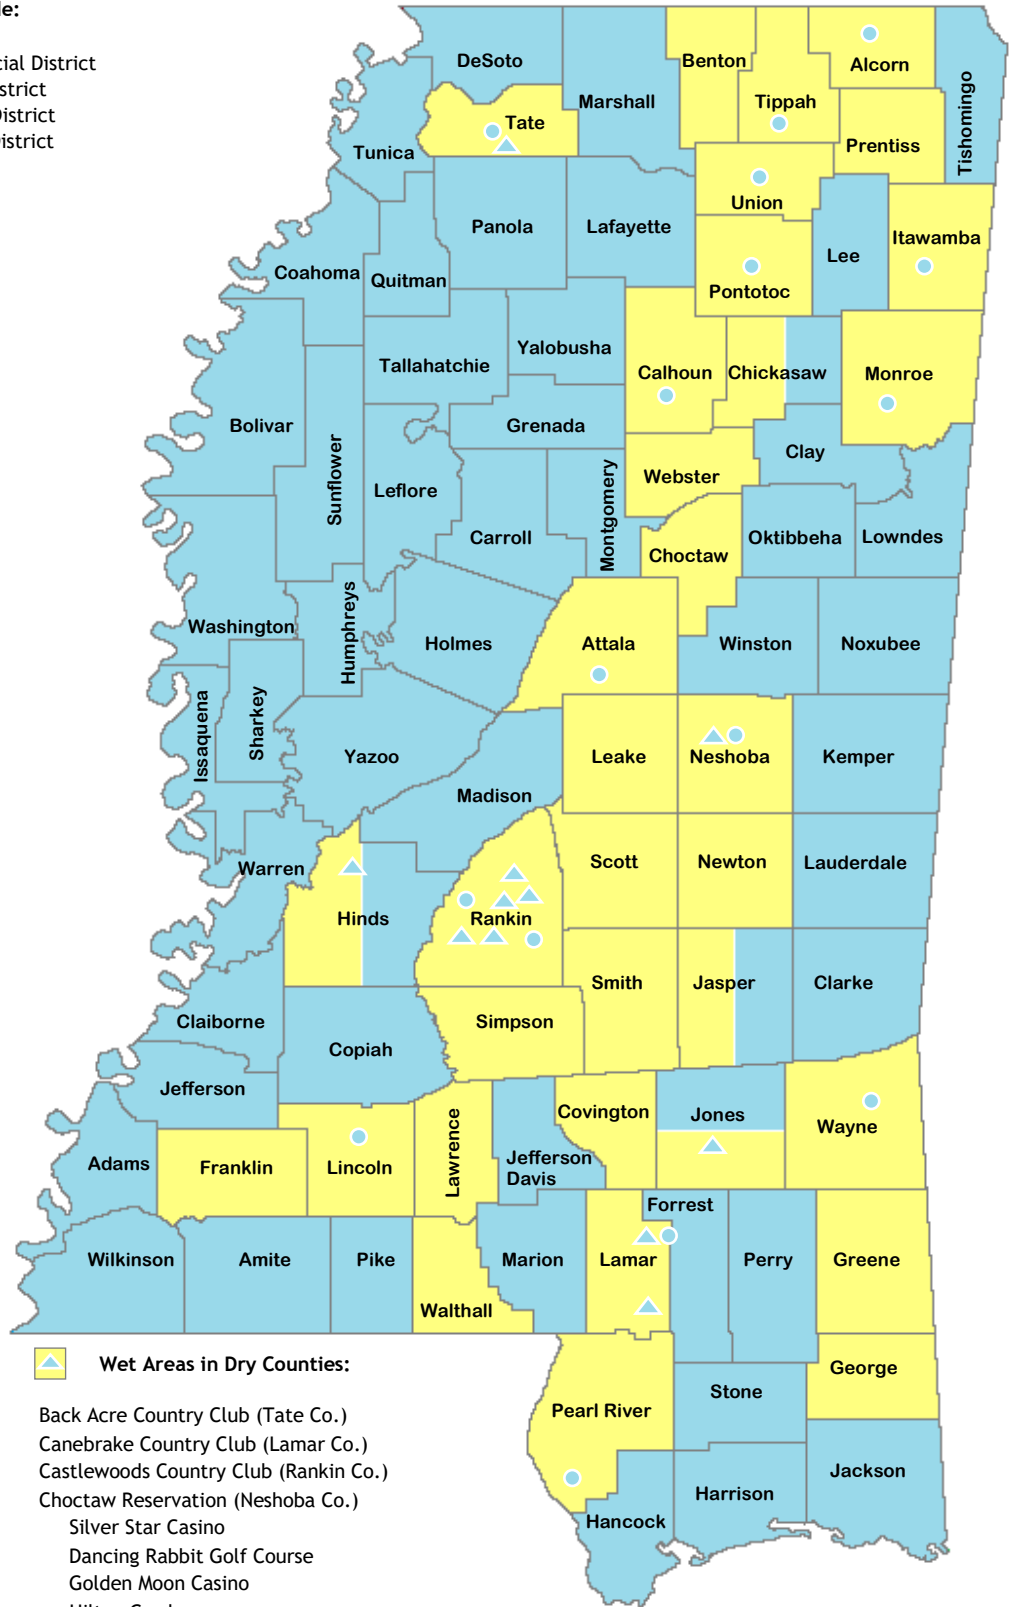 le:
cial District
strict
District
District
DeSoto
Benton
Alcorn
Marshall
Tippah
Tate
Tishomingo
Prentiss
Tunica
Union
Panola
Lafayette
Itawamba
Lee
Coahoma
Quitman
Pontotoc
Yalobusha
Tallahatchie
Calhoun
Chickasaw
Monroe
Bolivar
Grenada
Clay
Sunflower
Leflore
Webster
Montgomery
Carroll
Oktibbeha
Lowndes
Choctaw
Washington
Humphreys
Holmes
Attala
Winston
Noxubee
Issaquena
Sharkey
Yazoo
Leake
Neshoba
Kemper
Madison
Warren
Scott
Newton
Lauderdale
Hinds
Rankin
Smith
Jasper
Clarke
Claiborne
Simpson
Copiah
Jefferson
Covington
Jones
Wayne
Lawrence
Adams
Franklin
Lincoln
Jefferson
Davis
Forrest
Wilkinson
Amite
Pike
Marion
Lamar
Perry
Greene
Walthall
George
Stone
Pearl River
Jackson
Harrison
Hancock
Wet Areas in Dry Counties:
Back Acre Country Club (Tate Co.)
Canebrake Country Club (Lamar Co.)
Castlewoods Country Club (Rankin Co.)
Choctaw Reservation (Neshoba Co.)
Silver Star Casino
Dancing Rabbit Golf Course
Golden Moon Casino